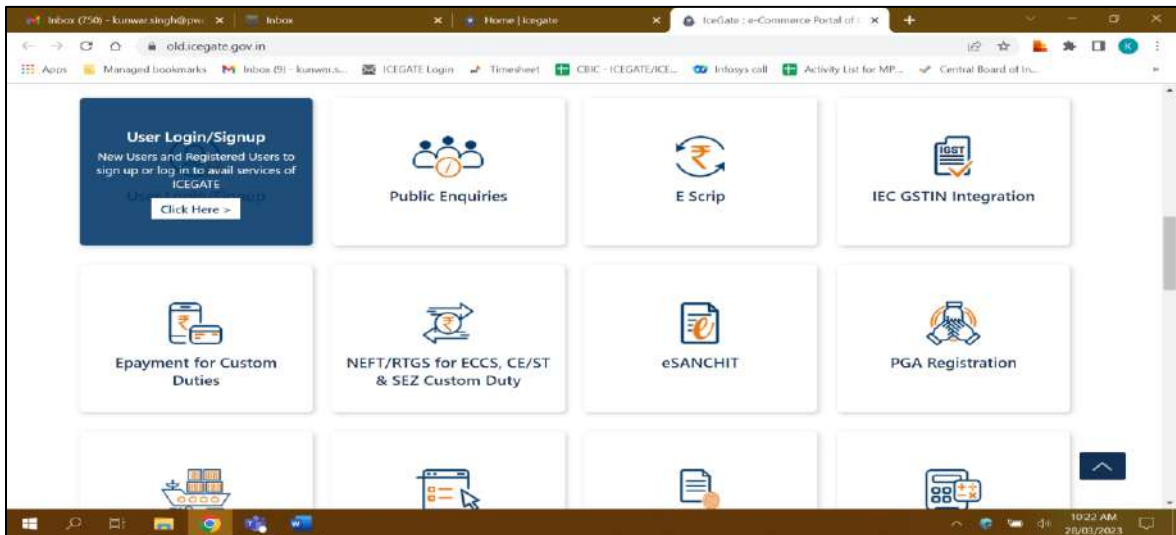 Inbox (750) - kunwar.singh@pwc
Inbox
Home | Icegate
IceGate : e-Commerce Portal of
old.icegate.gov.in
K
Apps
Managed bookmarks
Inbox (9) - kunwar.s...
ICEGATE Login
Timesheet
CBIC - ICEGATE/ICE...
Infosys call
Activity List for MP...
Central Board of In...
User Login/Signup
New Users and Registered Users to
sign up or log in to avail services of
ICEGATE
Click Here >
Public Enquiries
E Scrip
IGST
IEC GSTIN Integration
Epayment for Custom
Duties
NEFT/RTGS for ECCS, CE/ST
& SEZ Custom Duty
eSANCHIT
PGA Registration
10:22 AM
28/03/2023